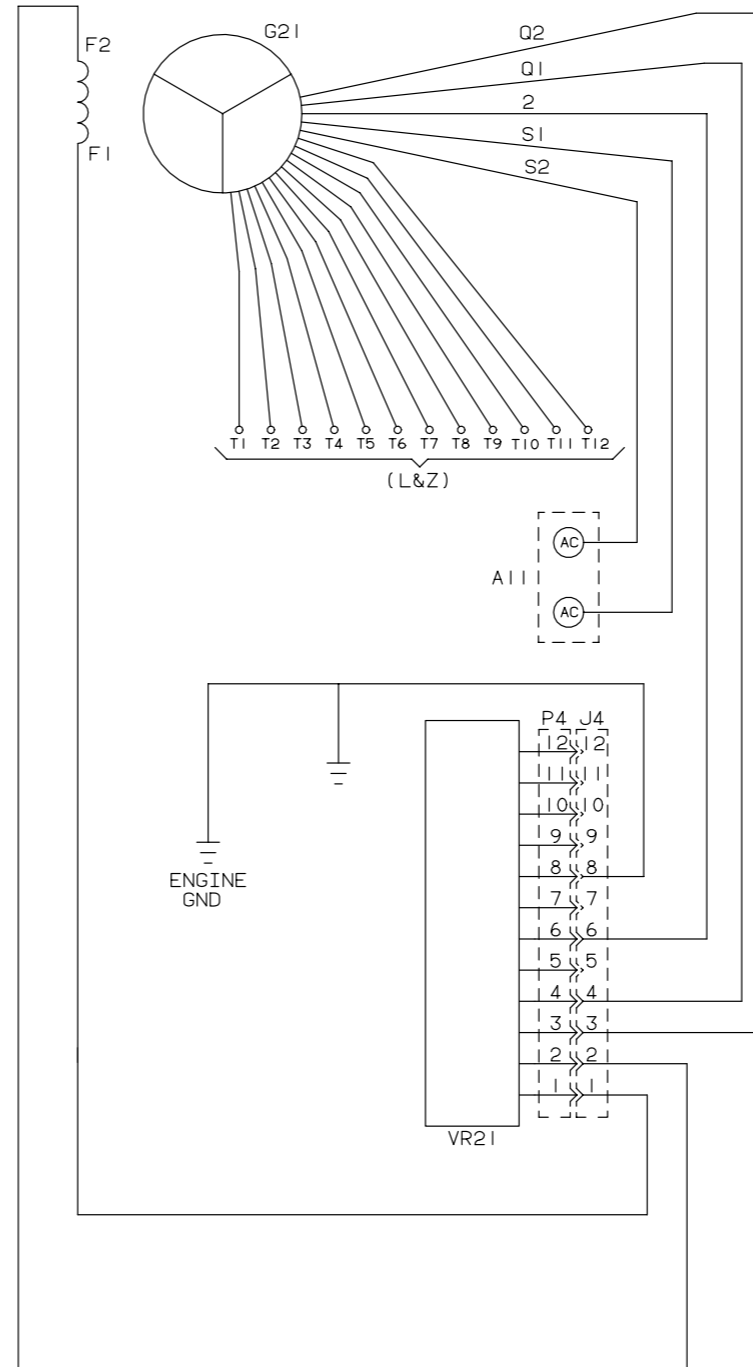 F2
G21
Q2
Q1
2
S1
S2
F1
T1 T2 T3 T4 T5 T6 T7 T8 T9 T10 T11 T12
(L&Z)
AC
A11
AC
P4 J4
12 12
11 11
10 10
9 9
8 8
7 7
6 6
5 5
4 4
3 3
2 2
1 1
ENGINE
GND
VR21